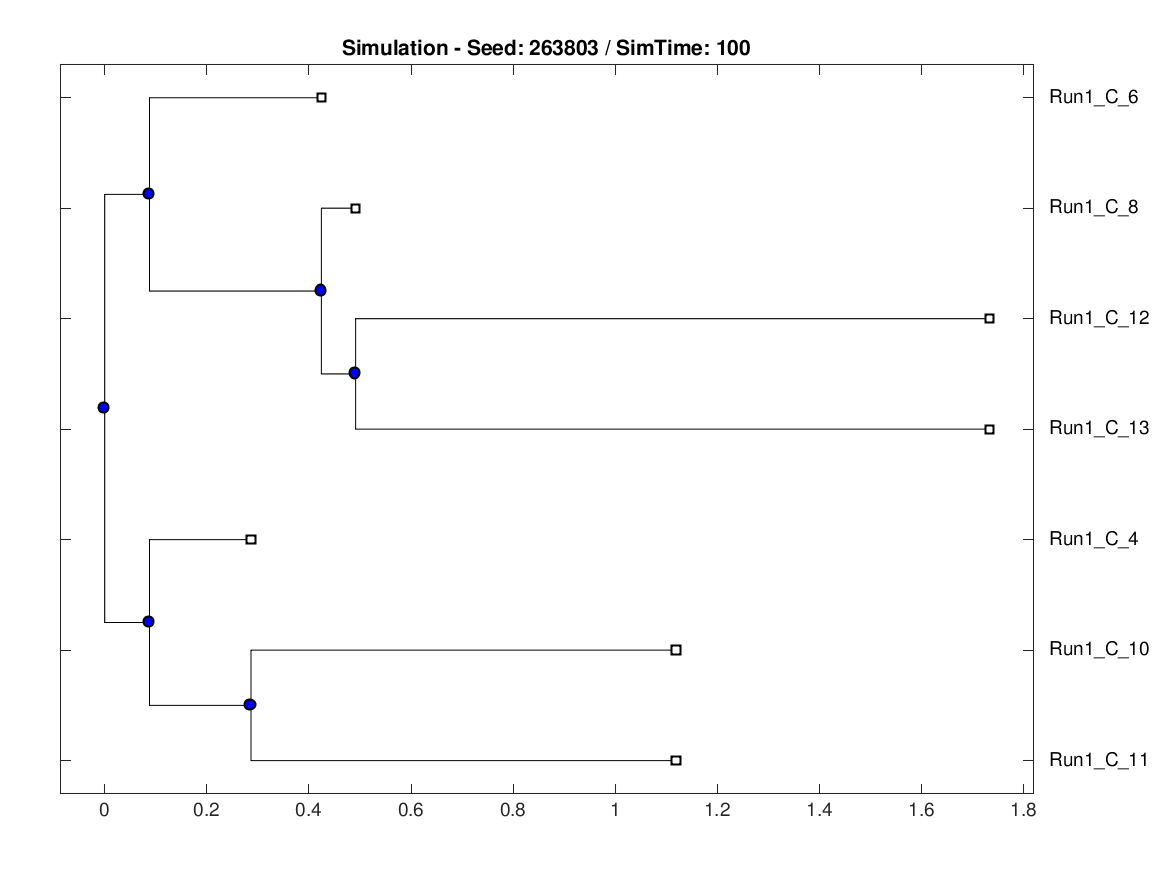 Simulation - Seed: 263803 / SimTime: 100
Run1_C_6
Run1_C_8
Run1_C_12
Run1_C_13
Run1_C_4
Run1_C_10
Run1_C_11
0 0.2 0.4 0.6 0.8 1 1.2 1.4 1.6 1.8